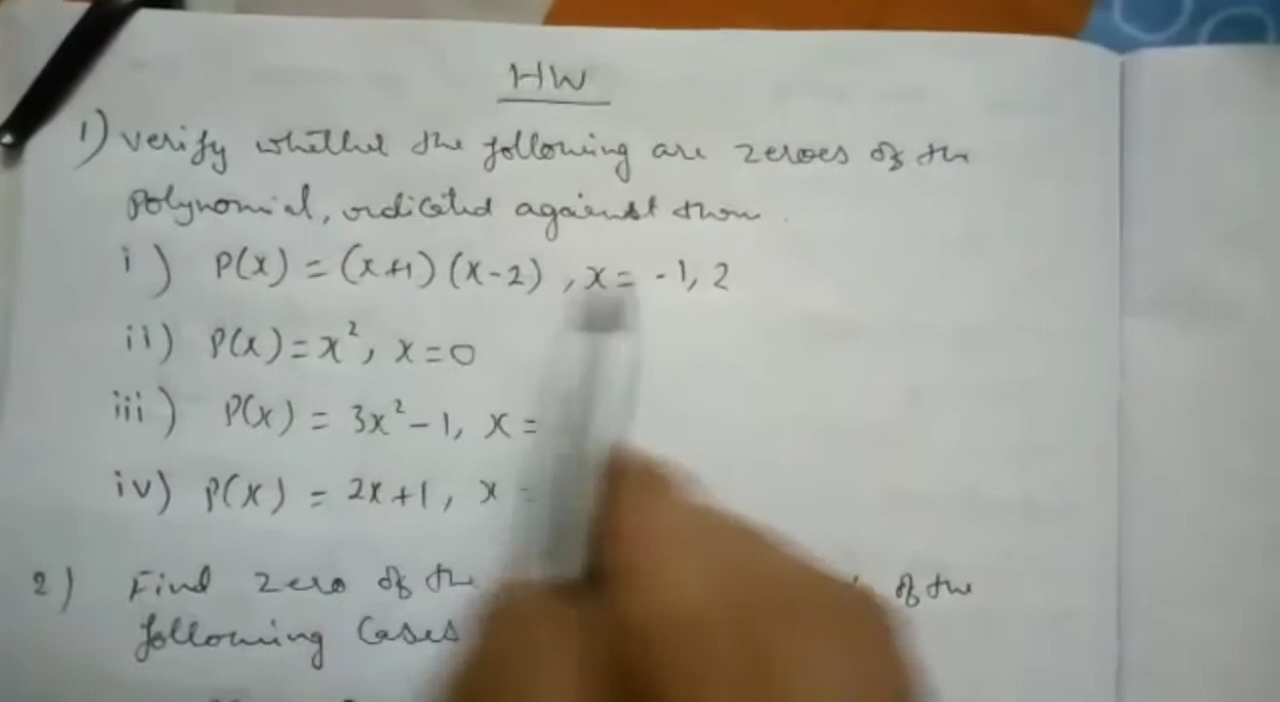 HW
1) verify whether the following are zeroes of the
polynomial, indicated against them.
i) P(x) = (x+1) (x-2), x = -1, 2
ii) P(x) = x², x=0
iii) P(x) = 3x² - 1, x =
iv) P(x) = 2x+1, x =
2) Find zero of the of the
following Cases